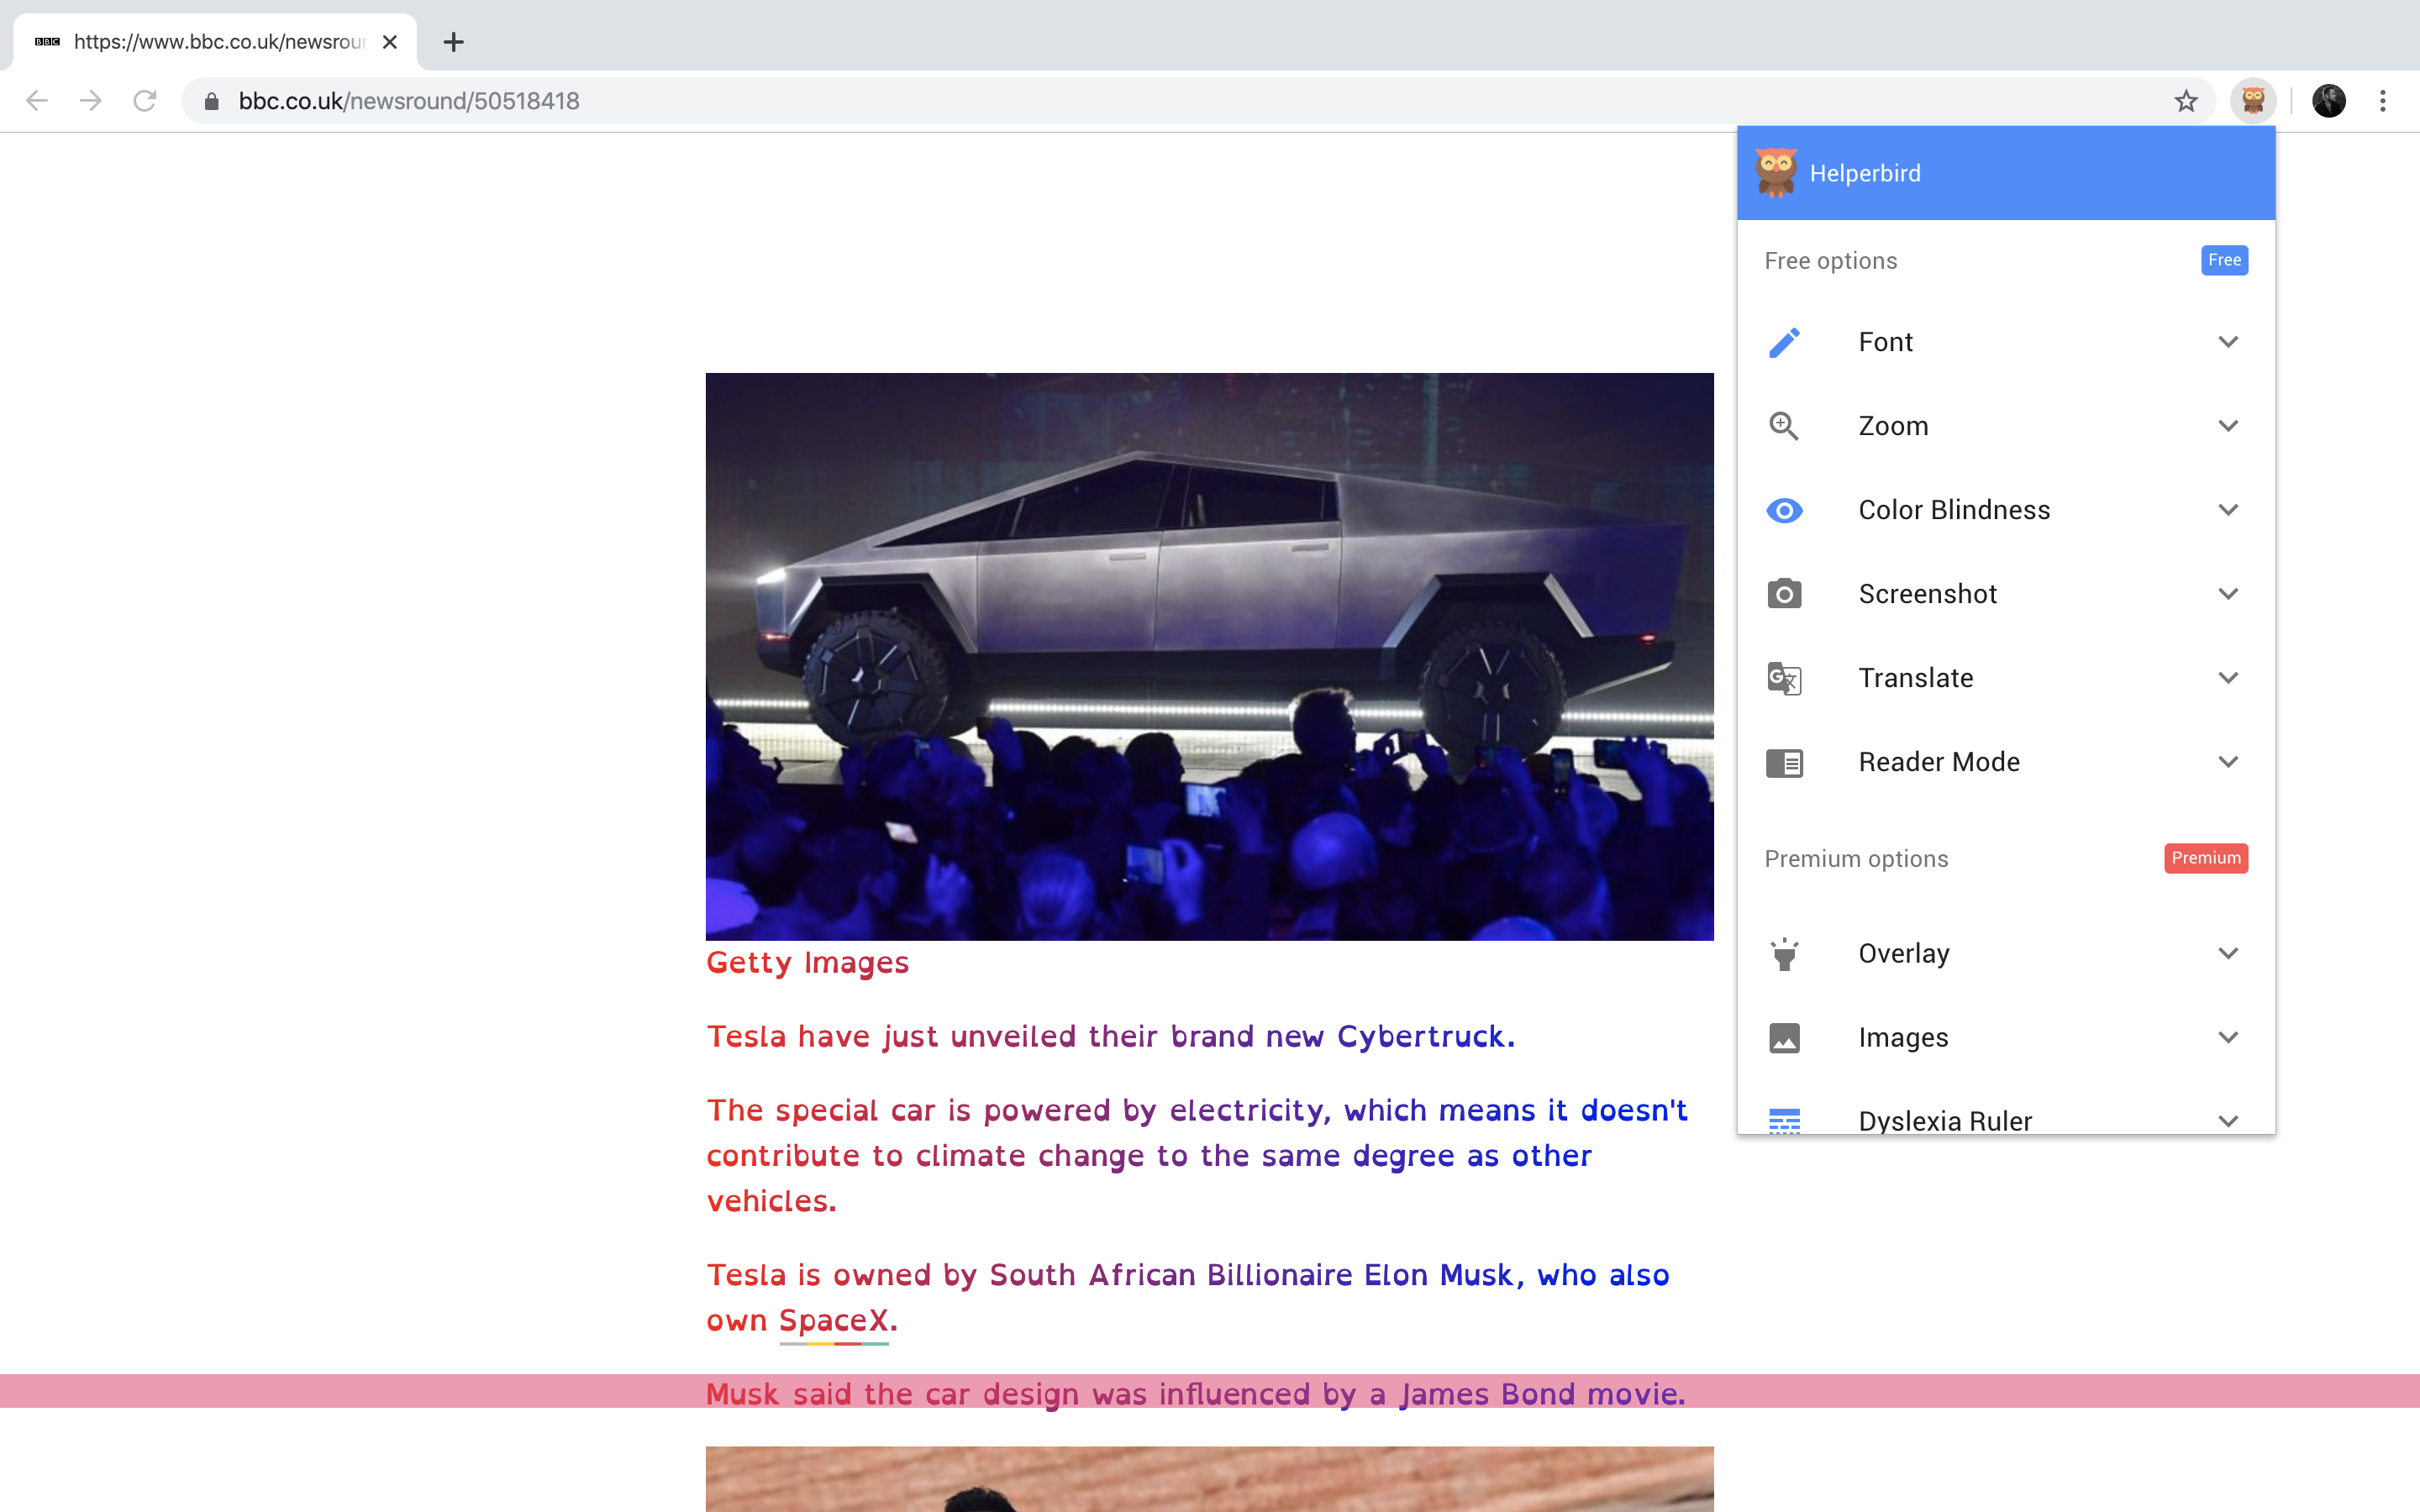 BBC https://www.bbc.co.uk/newsroun
bbc.co.uk/newsround/50518418
Helperbird
Free options Free
Font
Zoom
Color Blindness
Screenshot
Translate
Reader Mode
Premium options Premium
Overlay
Images
Dyslexia Ruler
Getty Images
Tesla have just unveiled their brand new Cybertruck.
The special car is powered by electricity, which means it doesn't
contribute to climate change to the same degree as other
vehicles.
Tesla is owned by South African Billionaire Elon Musk, who also
own SpaceX.
Musk said the car design was influenced by a James Bond movie.